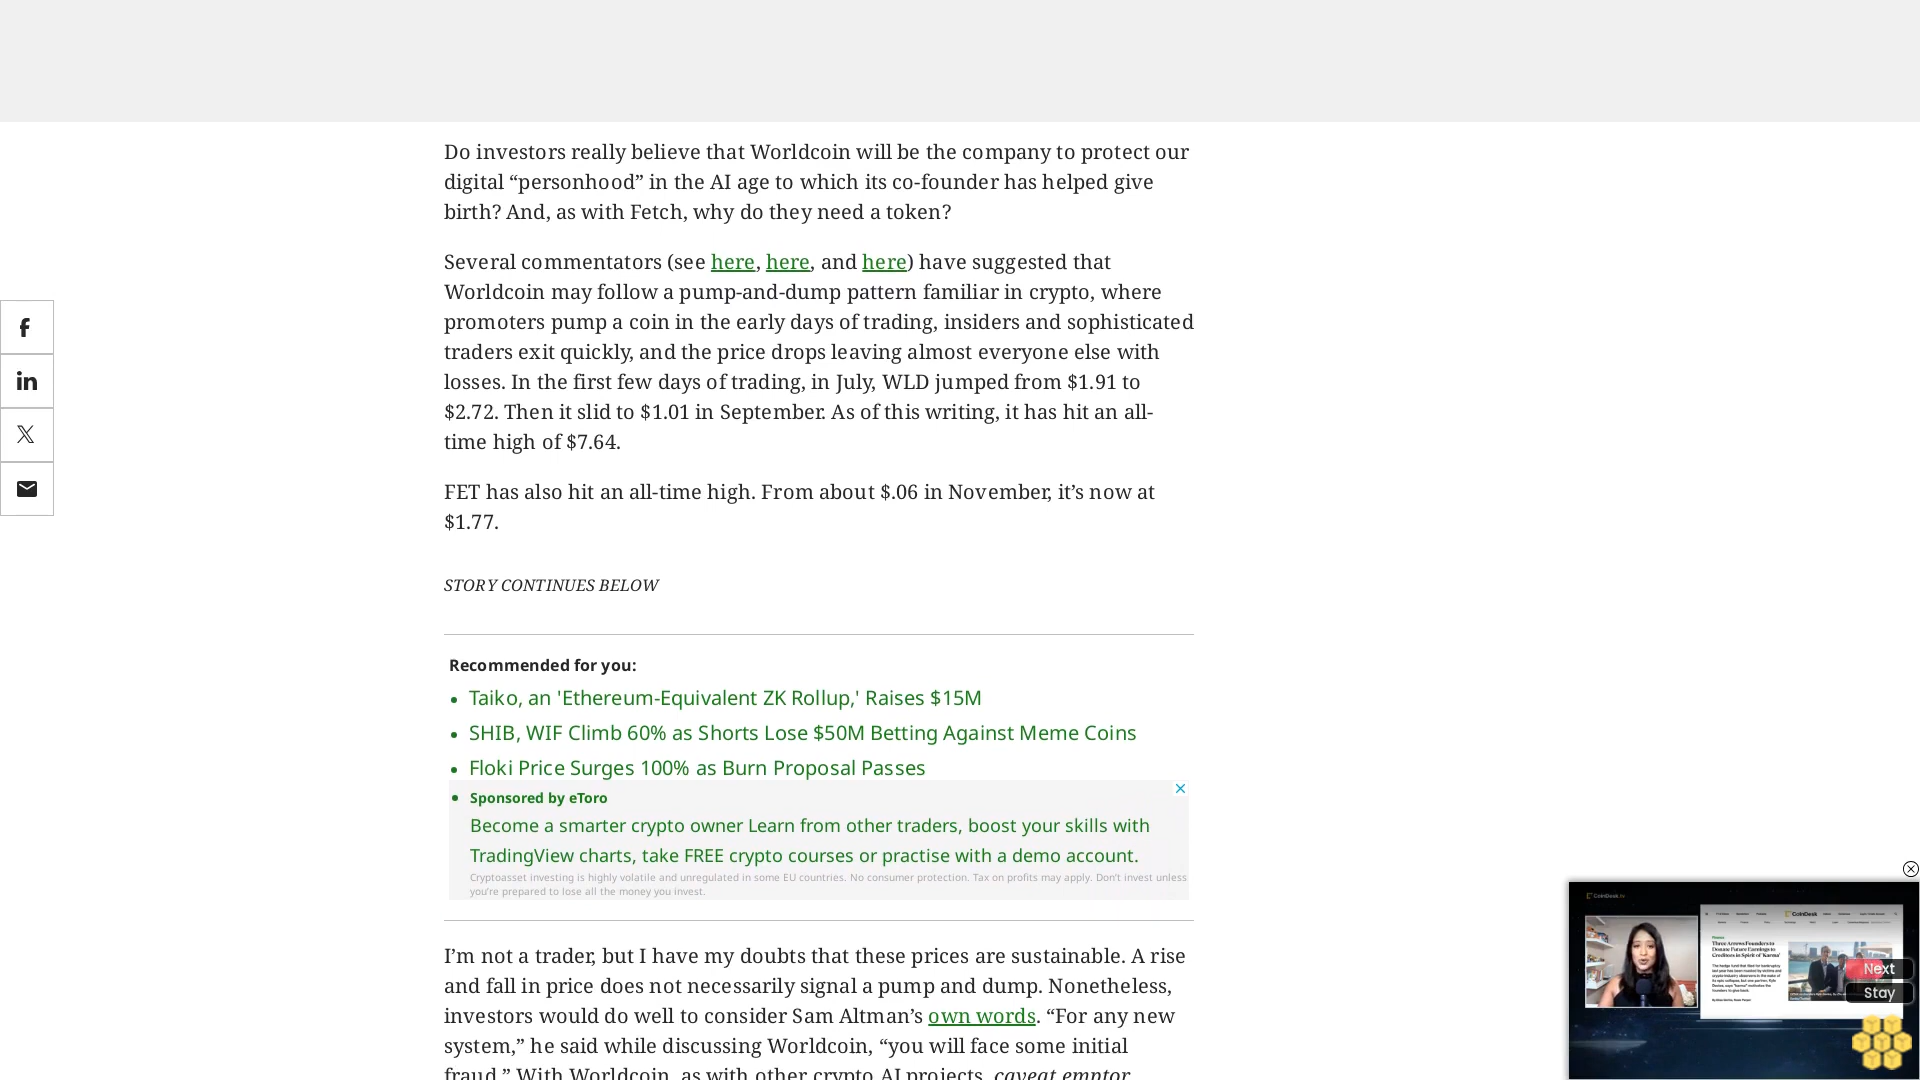 Do investors really believe that Worldcoin will be the company to protect our
digital “personhood” in the AI age to which its co-founder has helped give
birth? And, as with Fetch, why do they need a token?
Several commentators (see here, here, and here) have suggested that
Worldcoin may follow a pump-and-dump pattern familiar in crypto, where
promoters pump a coin in the early days of trading, insiders and sophisticated
traders exit quickly, and the price drops leaving almost everyone else with
losses. In the first few days of trading, in July, WLD jumped from $1.91 to
$2.72. Then it slid to $1.01 in September. As of this writing, it has hit an all-
time high of $7.64.
FET has also hit an all-time high. From about $.06 in November, it’s now at
$1.77.
STORY CONTINUES BELOW
Recommended for you:
• Taiko, an 'Ethereum-Equivalent ZK Rollup,' Raises $15M
• SHIB, WIF Climb 60% as Shorts Lose $50M Betting Against Meme Coins
• Floki Price Surges 100% as Burn Proposal Passes
• Sponsored by eToro
Become a smarter crypto owner Learn from other traders, boost your skills with
TradingView charts, take FREE crypto courses or practise with a demo account.
Cryptoasset investing is highly volatile and unregulated in some EU countries. No consumer protection. Tax on profits may apply. Don’t invest unless
you’re prepared to lose all the money you invest.
I’m not a trader, but I have my doubts that these prices are sustainable. A rise
and fall in price does not necessarily signal a pump and dump. Nonetheless,
investors would do well to consider Sam Altman’s own words. “For any new
system,” he said while discussing Worldcoin, “you will face some initial
fraud.” With Worldcoin, as with other crypto AI projects, caveat emptor.
CoinDesk
Three Arrows Founders to
Donate Future Earnings to
Creditors in Spirit of 'Karma'
Next
Stay